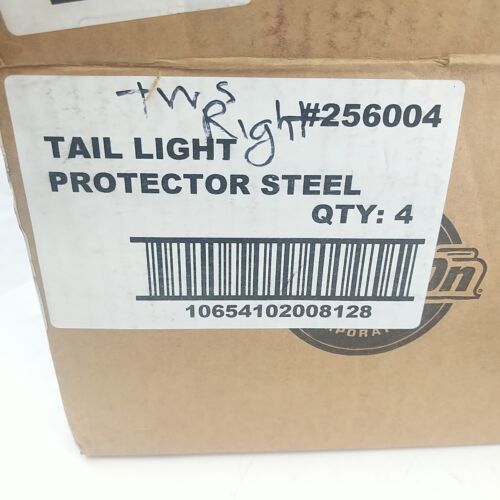 TWS
Right
#256004
TAIL LIGHT
PROTECTOR STEEL
QTY: 4
10654102008128